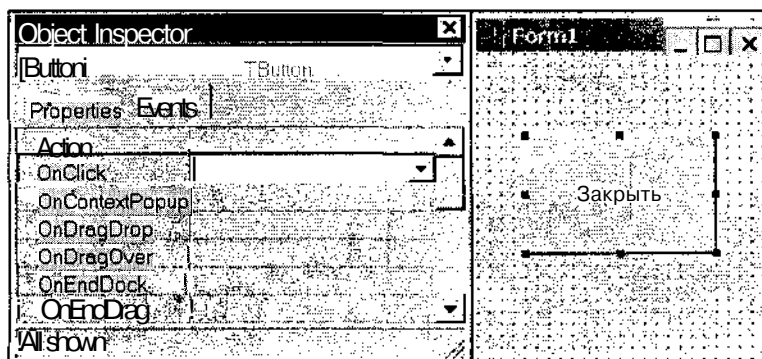 Object Inspector
[Buttoni TButton
Properties Events
Action
OnClick
OnContextPopup
OnDragDrop
OnDragOver
OnEndDock
OnEndDrag
All shown
Form1
Закрыть